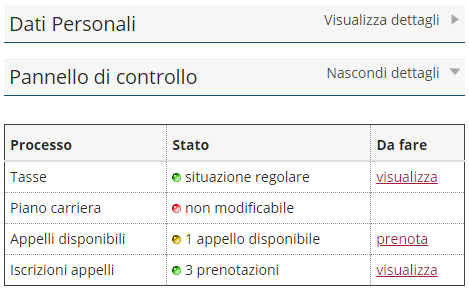 Dati Personali Visualizza dettagli
Pannello di controllo Nascondi dettagli
Processo Stato Da fare
Tasse situazione regolare visualizza
Piano carriera non modificabile
Appelli disponibili 1 appello disponibile prenota
Iscrizioni appelli 3 prenotazioni visualizza